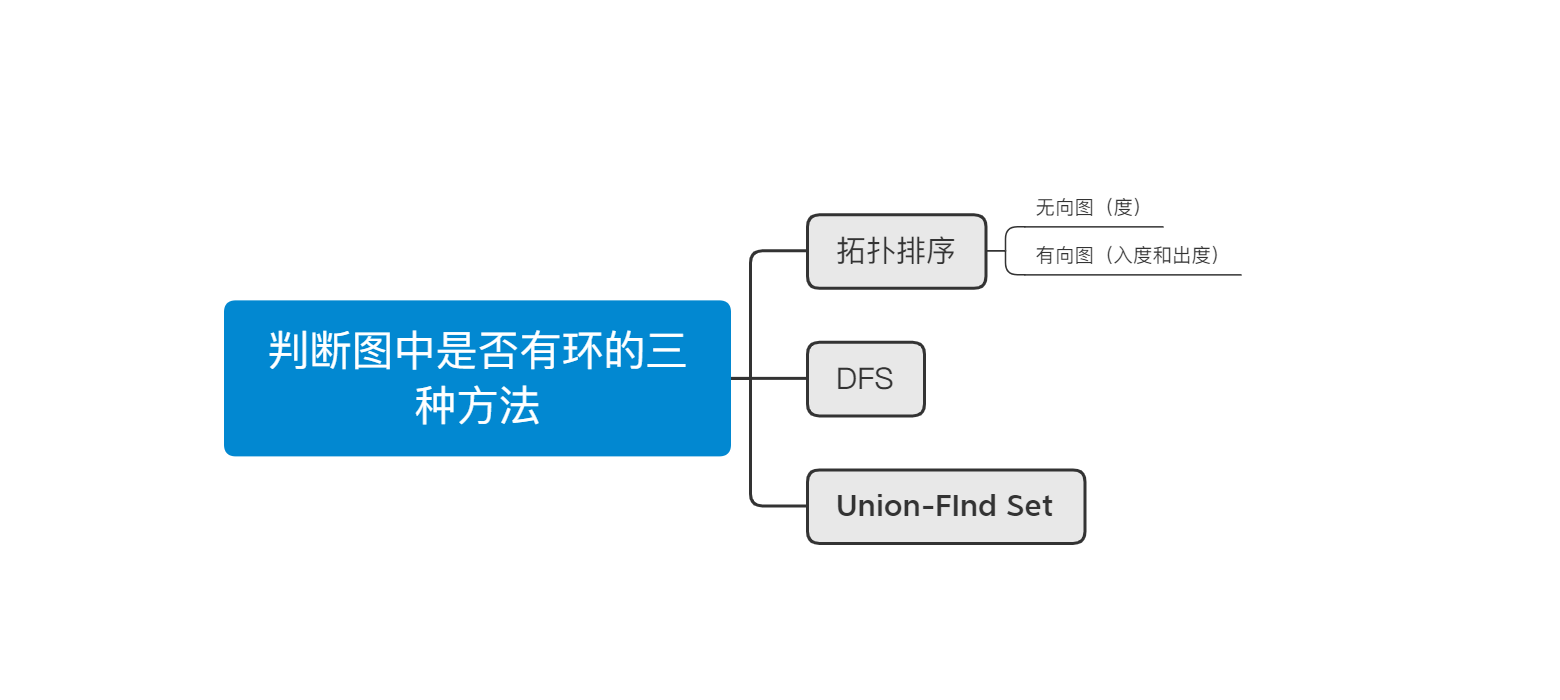 判断图中是否有环的三
种方法
拓扑排序
无向图（度）
有向图（入度和出度）
DFS
Union-FInd Set